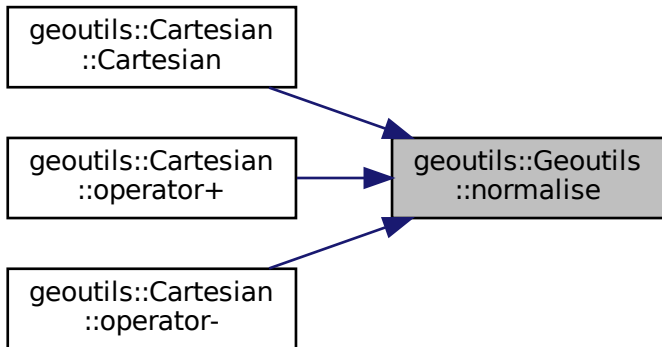 geoutils::Cartesian
::Cartesian
geoutils::Cartesian
::operator+
geoutils::Cartesian
::operator-
geoutils::Geoutils
::normalise